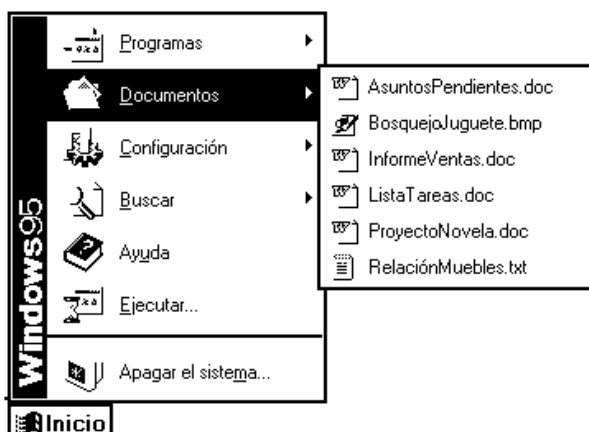 Programas
Documentos
Configuración
Buscar
Ayuda
Ejecutar...
Apagar el sistema...
Windows95
Inicio
AsuntosPendientes.doc
BosquejoJuguete.bmp
InformeVentas.doc
ListaTareas.doc
ProyectoNovela.doc
RelaciónMuebles.txt